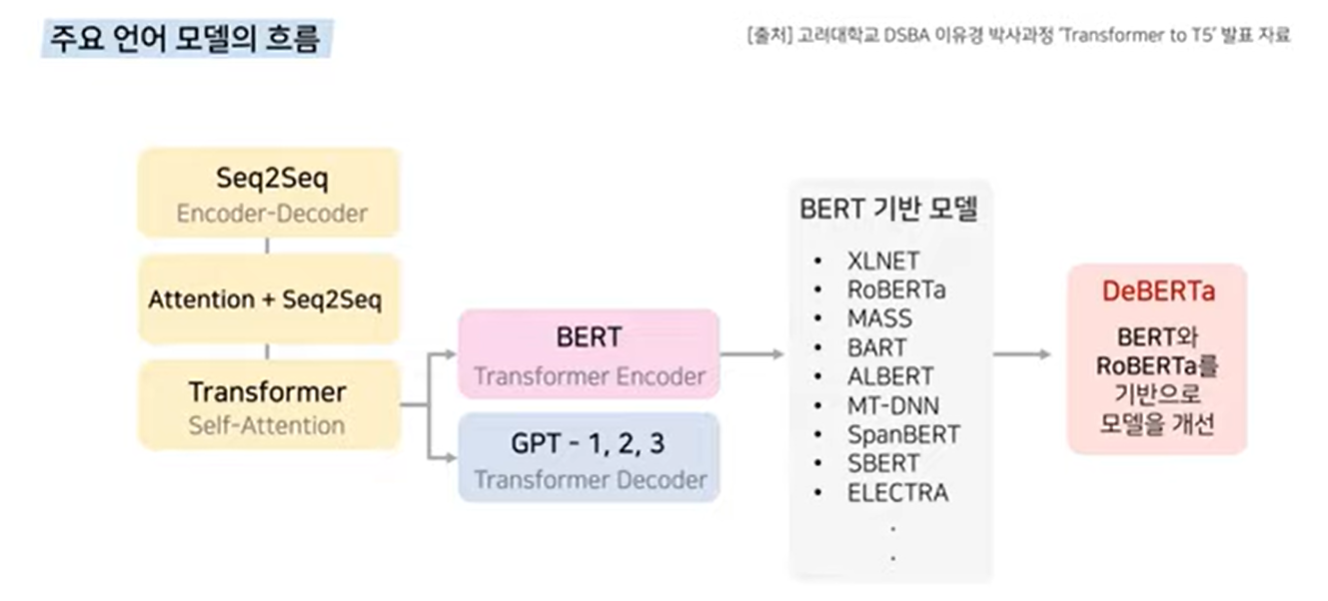 주요 언어 모델의 흐름
[출처] 고려대학교 DSBA 이유경 박사과정 'Transformer to T5' 발표 자료
Seq2Seq
Encoder-Decoder
Attention + Seq2Seq
Transformer
Self-Attention
BERT
Transformer Encoder
GPT - 1, 2, 3
Transformer Decoder
BERT 기반 모델
• XLNET
• RoBERTa
• MASS
• BART
• ALBERT
• MT-DNN
• SpanBERT
• SBERT
• ELECTRA
.
.
DeBERTa
BERT와
RoBERTa를
기반으로
모델을 개선